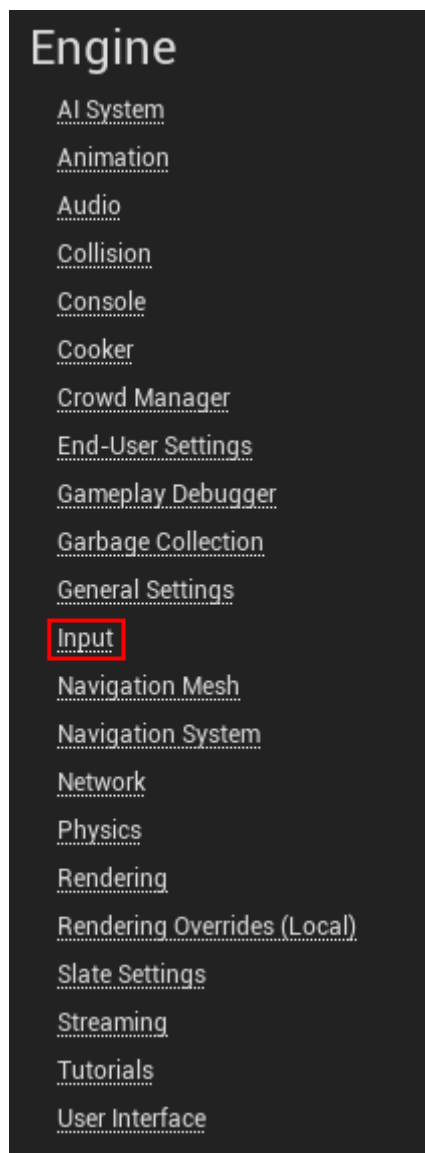 Engine
AI System
Animation
Audio
Collision
Console
Cooker
Crowd Manager
End-User Settings
Gameplay Debugger
Garbage Collection
General Settings
Input
Navigation Mesh
Navigation System
Network
Physics
Rendering
Rendering Overrides (Local)
Slate Settings
Streaming
Tutorials
User Interface